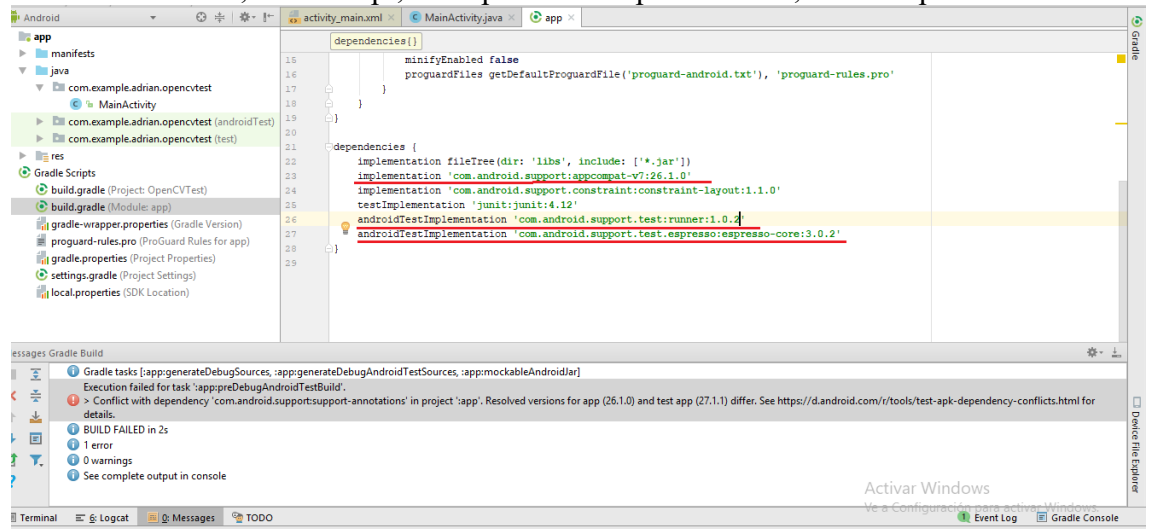 Android
activity_main.xml
MainActivity.java
app
app
manifests
java
com.example.adrian.opencvtest
MainActivity
com.example.adrian.opencvtest (androidTest)
com.example.adrian.opencvtest (test)
res
Gradle Scripts
build.gradle (Project: OpenCVTest)
build.gradle (Module: app)
gradle-wrapper.properties (Gradle Version)
proguard-rules.pro (ProGuard Rules for app)
gradle.properties (Project Properties)
settings.gradle (Project Settings)
local.properties (SDK Location)
dependencies{}
15 minifyEnabled false
16 proguardFiles getDefaultProguardFile('proguard-android.txt'), 'proguard-rules.pro'
17 }
18 }
19 }
20
21 dependencies {
22 implementation fileTree(dir: 'libs', include: ['*.jar'])
23 implementation 'com.android.support:appcompat-v7:26.1.0'
24 implementation 'com.android.support.constraint:constraint-layout:1.1.0'
25 testImplementation 'junit:junit:4.12'
26 androidTestImplementation 'com.android.support.test:runner:1.0.2'
27 androidTestImplementation 'com.android.support.test.espresso:espresso-core:3.0.2'
28 }
29
Gradle
Device File Explorer
essages Gradle Build
Gradle tasks [:app:generateDebugSources, :app:generateDebugAndroidTestSources, :app:mockableAndroidJar]
Execution failed for task ':app:preDebugAndroidTestBuild'.
> Conflict with dependency 'com.android.support:support-annotations' in project ':app'. Resolved versions for app (26.1.0) and test app (27.1.1) differ. See https://d.android.com/r/tools/test-apk-dependency-conflicts.html for
details.
BUILD FAILED in 2s
1 error
0 warnings
See complete output in console
Activar Windows
Ve a Configuración para activar Windows.
Terminal
6: Logcat
0: Messages
TODO
1 Event Log
Gradle Console